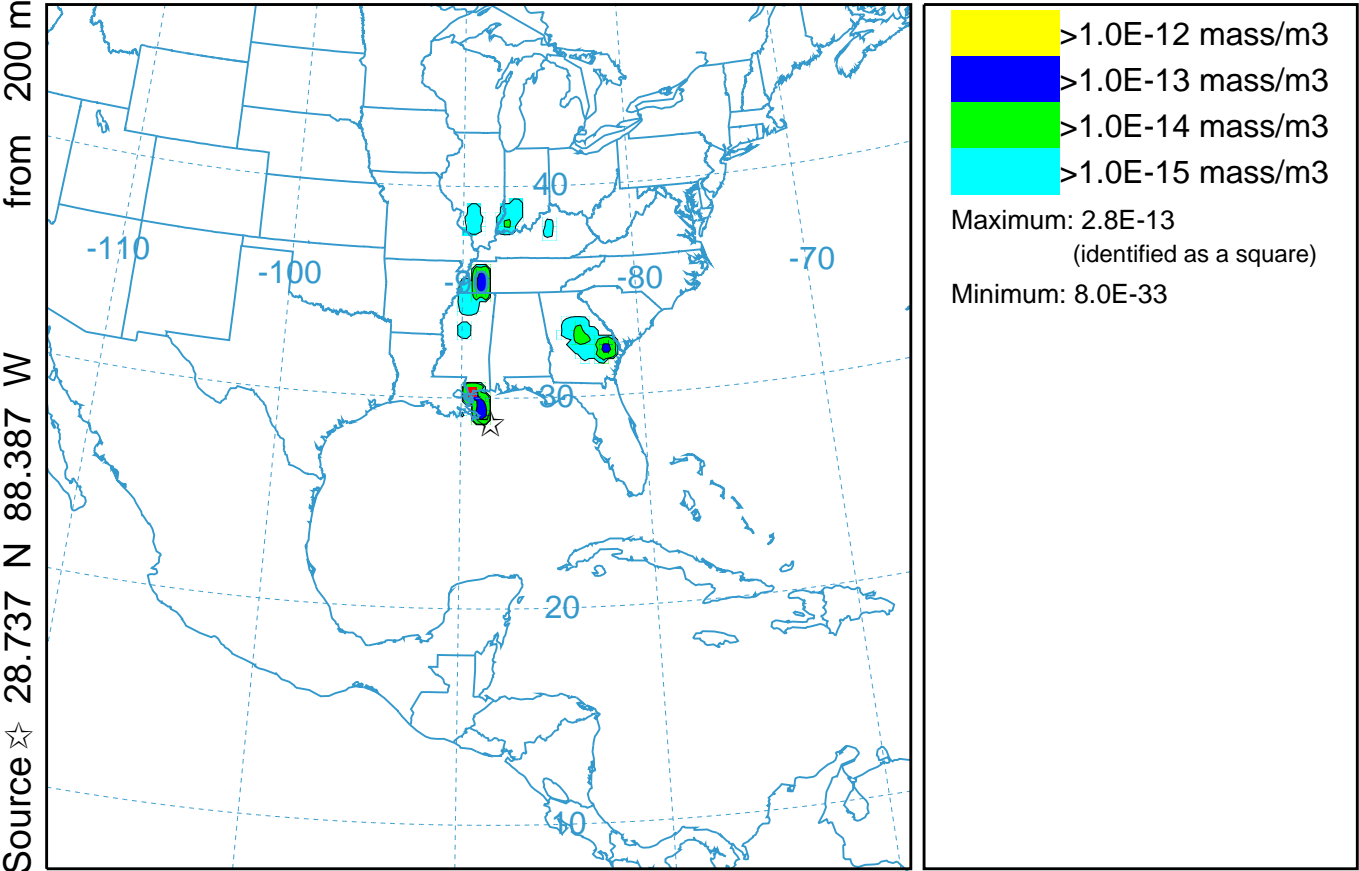 Source ☆ 28.737 N 88.387 W from 200 m
40
-110
-100
-80
-70
30
20
10
>1.0E-12 mass/m3
>1.0E-13 mass/m3
>1.0E-14 mass/m3
>1.0E-15 mass/m3
Maximum: 2.8E-13
(identified as a square)
Minimum: 8.0E-33